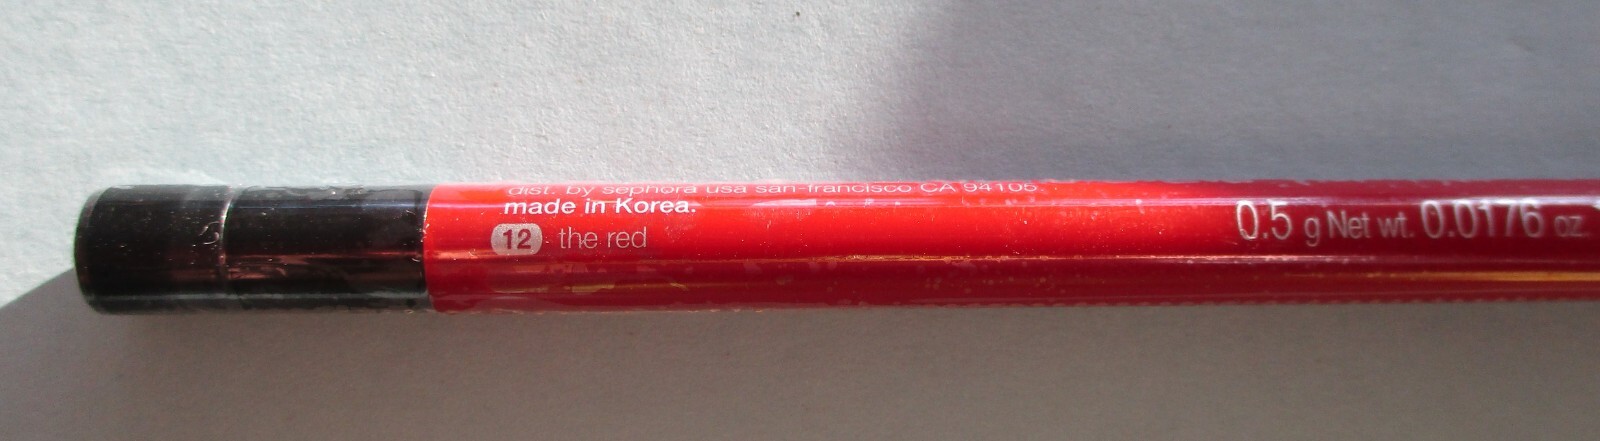 dist. by sephora usa san-francisco CA 94105
made in Korea.
12 the red
0.5 g Net wt. 0.0176 oz.